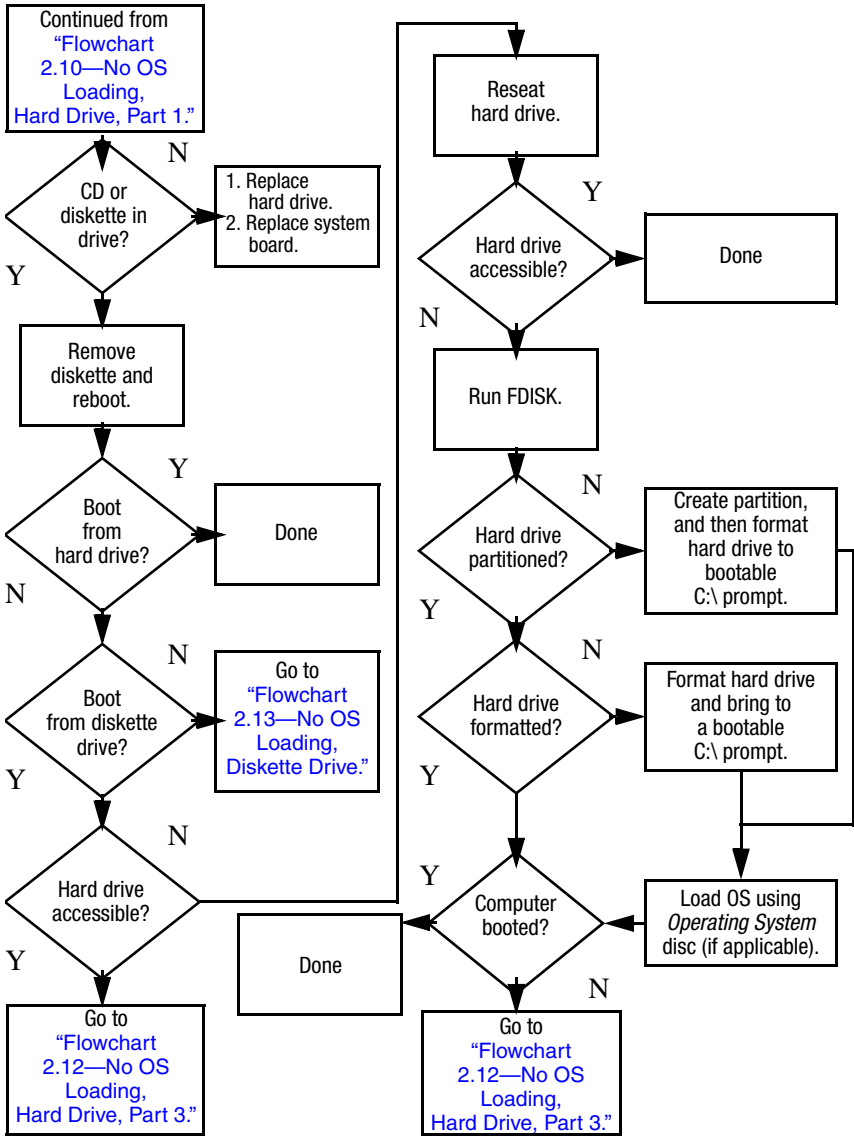 Continued from
“Flowchart
2.10—No OS
Loading,
Hard Drive, Part 1.”
N
CD or
diskette in
drive?
1. Replace
hard drive.
2. Replace system
board.
Y
Remove
diskette and
reboot.
Y
Boot
from
hard drive?
Done
N
N
Boot
from diskette
drive?
Go to
“Flowchart
2.13—No OS
Loading,
Diskette Drive.”
Y
N
Hard drive
accessible?
Y
Go to
“Flowchart
2.12—No OS
Loading,
Hard Drive, Part 3.”
Reseat
hard drive.
Y
Hard drive
accessible?
Done
N
Run FDISK.
N
Hard drive
partitioned?
Create partition,
and then format
hard drive to
bootable
C:\ prompt.
Y
N
Hard drive
formatted?
Format hard drive
and bring to
a bootable
C:\ prompt.
Y
Y
Computer
booted?
Load OS using
Operating System
disc (if applicable).
Done
N
Go to
“Flowchart
2.12—No OS
Loading,
Hard Drive, Part 3.”